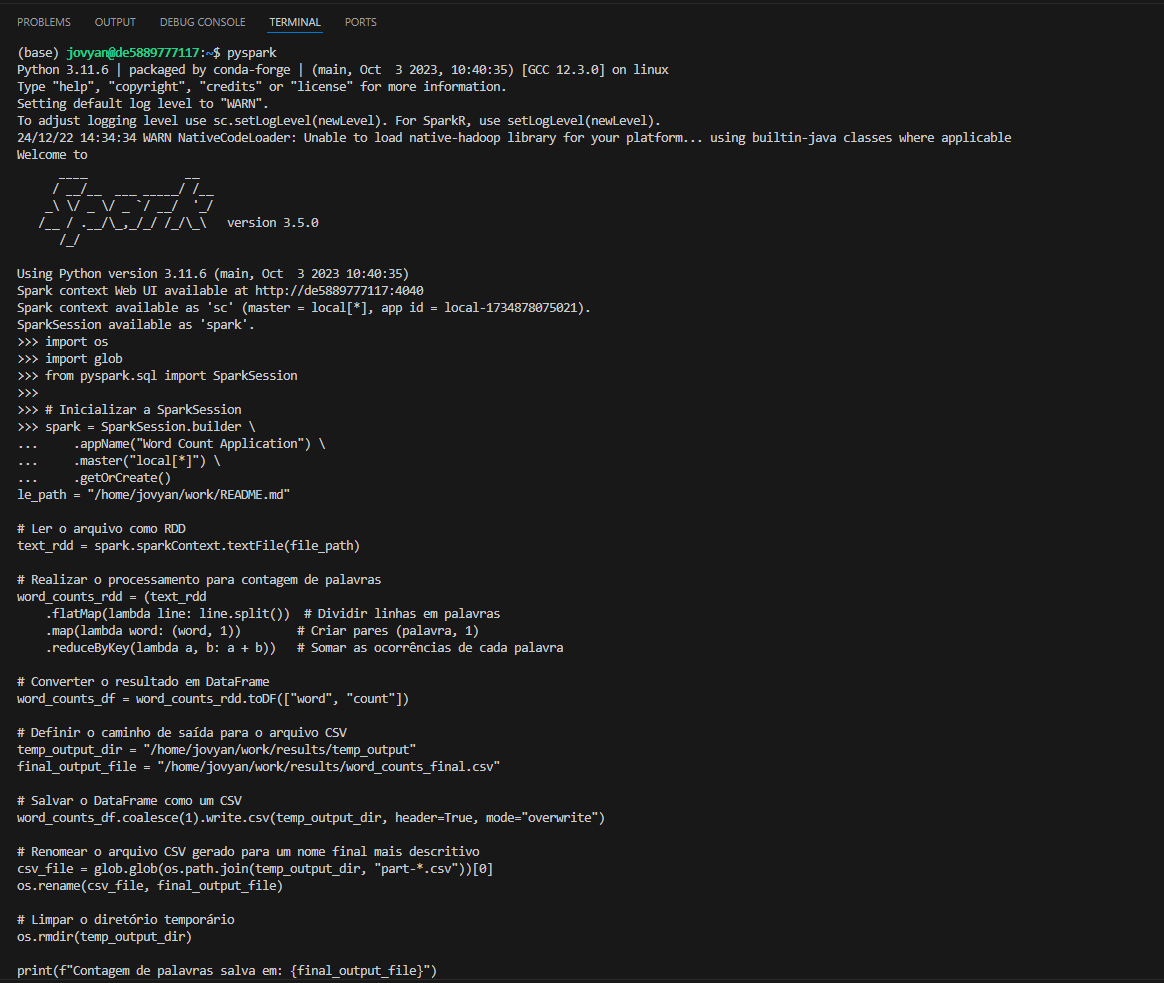 PROBLEMS OUTPUT DEBUG CONSOLE TERMINAL PORTS
(base) jovyan@de5889777117:~$ pyspark
Python 3.11.6 | packaged by conda-forge | (main, Oct  3 2023, 10:40:35) [GCC 12.3.0] on linux
Type "help", "copyright", "credits" or "license" for more information.
Setting default log level to "WARN".
To adjust logging level use sc.setLogLevel(newLevel). For SparkR, use setLogLevel(newLevel).
24/12/22 14:34:34 WARN NativeCodeLoader: Unable to load native-hadoop library for your platform... using builtin-java classes where applicable
Welcome to
      ____              __
     / __/__  ___ _____/ /__
    _\ \/ _ \/ _ `/ __/  '_/
   /__ / .__/\_,_/_/ /_/\_\   version 3.5.0
      /_/
Using Python version 3.11.6 (main, Oct  3 2023 10:40:35)
Spark context Web UI available at http://de5889777117:4040
Spark context available as 'sc' (master = local[*], app id = local-1734878075021).
SparkSession available as 'spark'.
>>> import os
>>> import glob
>>> from pyspark.sql import SparkSession
>>>
>>> # Inicializar a SparkSession
>>> spark = SparkSession.builder \
...     .appName("Word Count Application") \
...     .master("local[*]") \
...     .getOrCreate()
le_path = "/home/jovyan/work/README.md"
# Ler o arquivo como RDD
text_rdd = spark.sparkContext.textFile(file_path)
# Realizar o processamento para contagem de palavras
word_counts_rdd = (text_rdd
    .flatMap(lambda line: line.split())  # Dividir linhas em palavras
    .map(lambda word: (word, 1))        # Criar pares (palavra, 1)
    .reduceByKey(lambda a, b: a + b))   # Somar as ocorrências de cada palavra
# Converter o resultado em DataFrame
word_counts_df = word_counts_rdd.toDF(["word", "count"])
# Definir o caminho de saída para o arquivo CSV
temp_output_dir = "/home/jovyan/work/results/temp_output"
final_output_file = "/home/jovyan/work/results/word_counts_final.csv"
# Salvar o DataFrame como um CSV
word_counts_df.coalesce(1).write.csv(temp_output_dir, header=True, mode="overwrite")
# Renomear o arquivo CSV gerado para um nome final mais descritivo
csv_file = glob.glob(os.path.join(temp_output_dir, "part-*.csv"))[0]
os.rename(csv_file, final_output_file)
# Limpar o diretório temporário
os.rmdir(temp_output_dir)
print(f"Contagem de palavras salva em: {final_output_file}")